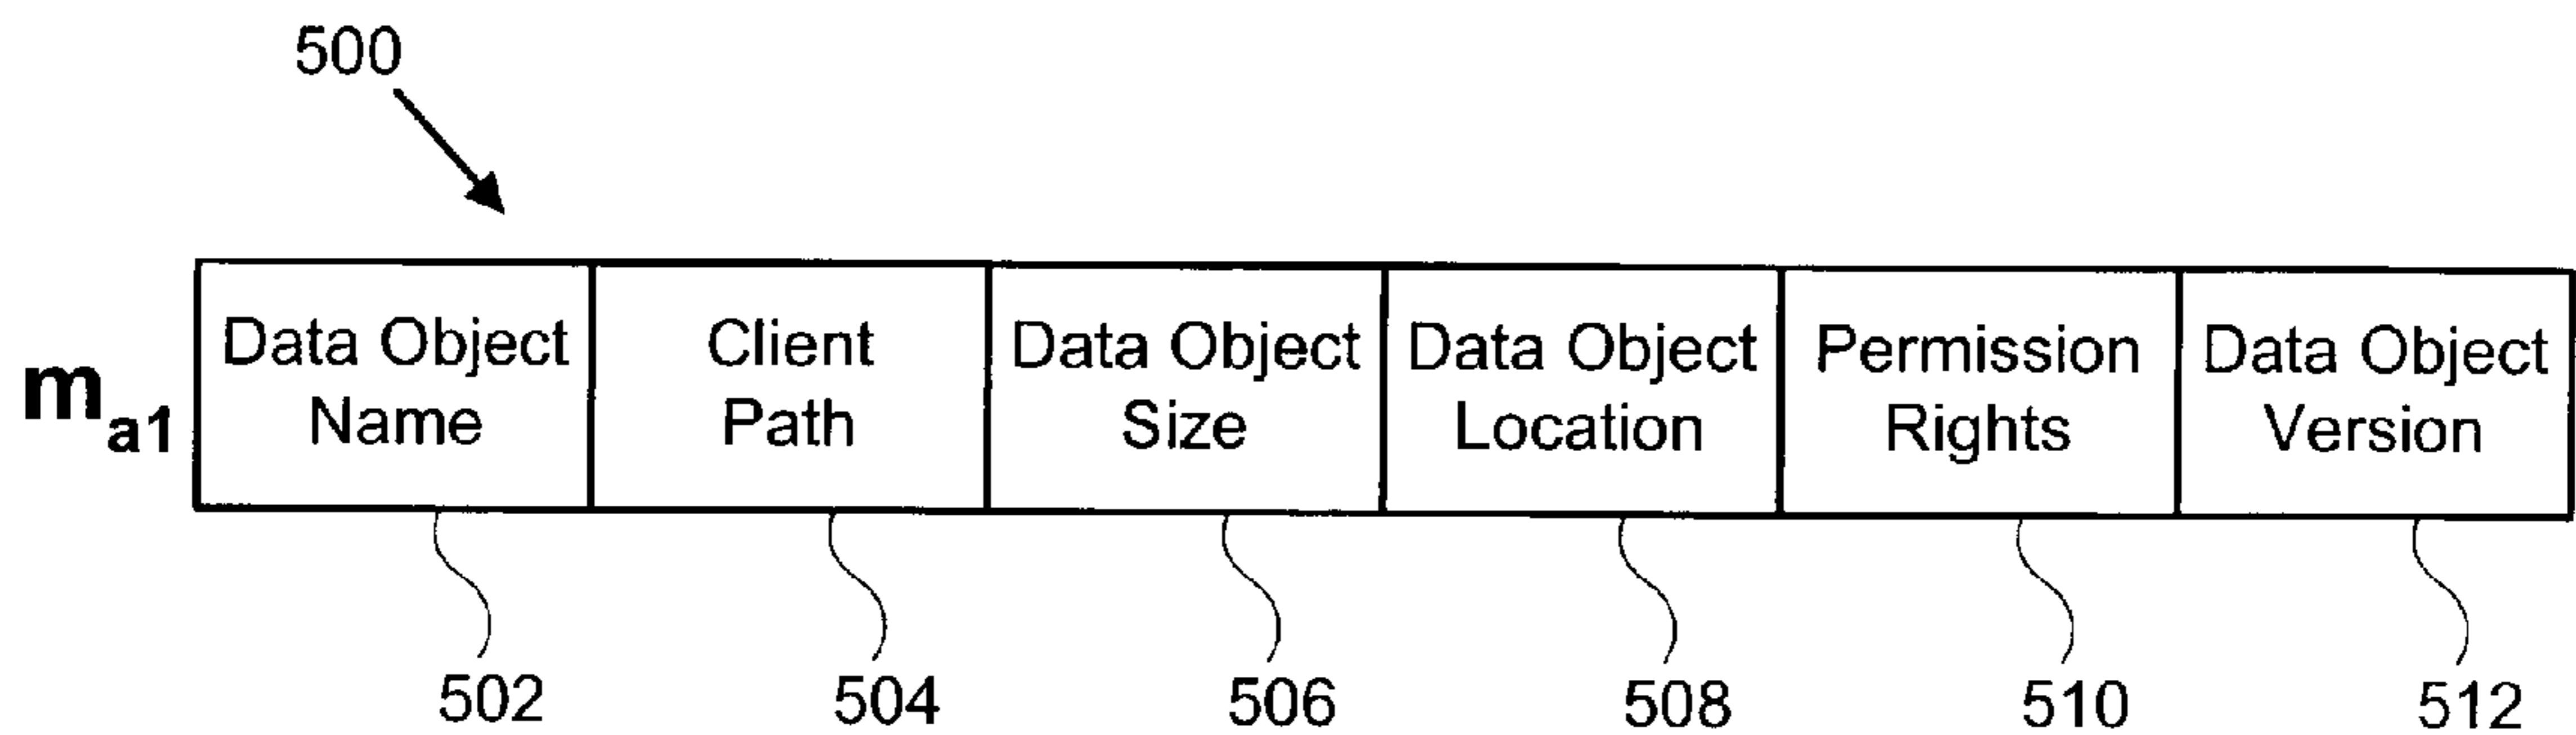 500
m_a1
Data Object Name
Client Path
Data Object Size
Data Object Location
Permission Rights
Data Object Version
502 504 506 508 510 512